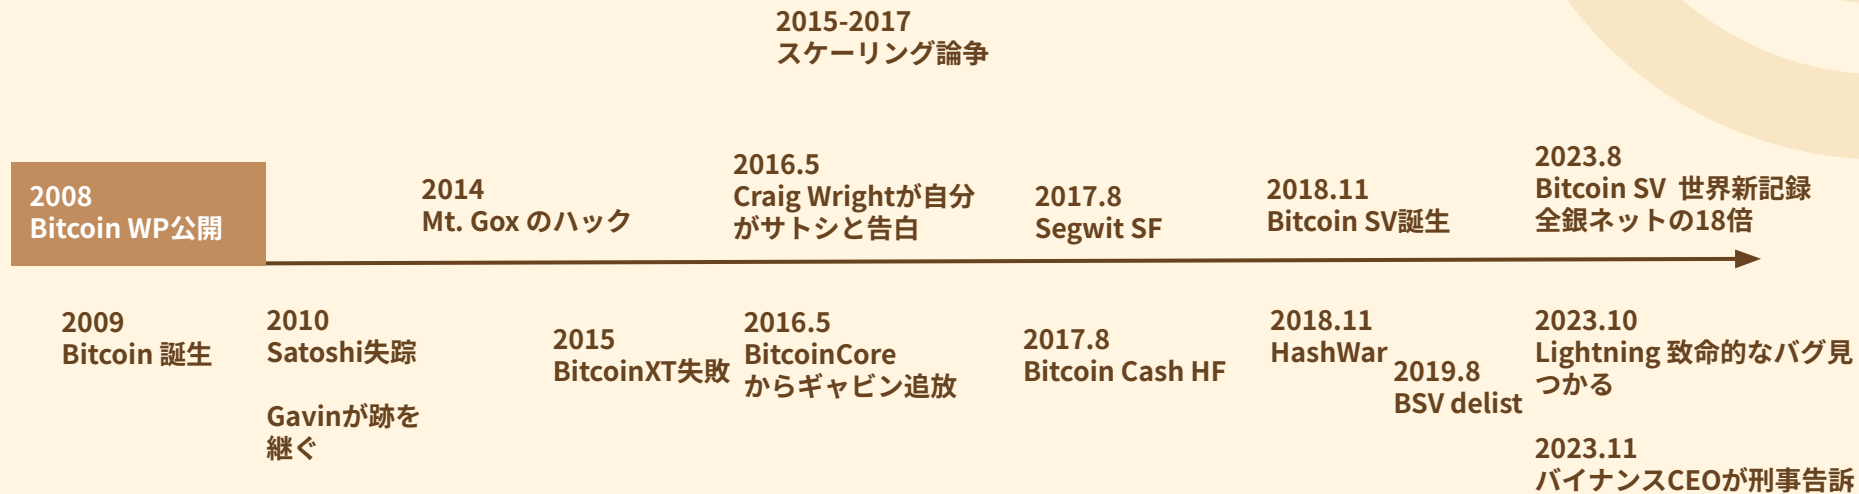 2015-2017
スケーリング論争
2008
Bitcoin WP公開
2014
Mt. Gox のハック
2016.5
Craig Wrightが自分
がサトシと告白
2017.8
Segwit SF
2018.11
Bitcoin SV誕生
2023.8
Bitcoin SV 世界新記録
全銀ネットの18倍
2009
Bitcoin 誕生
2010
Satoshi失踪
Gavinが跡を
継ぐ
2015
BitcoinXT失敗
2016.5
BitcoinCore
からギャビン追放
2017.8
Bitcoin Cash HF
2018.11
HashWar
2019.8
BSV delist
2023.10
Lightning 致命的なバグ見
つかる
2023.11
バイナンスCEOが刑事告訴